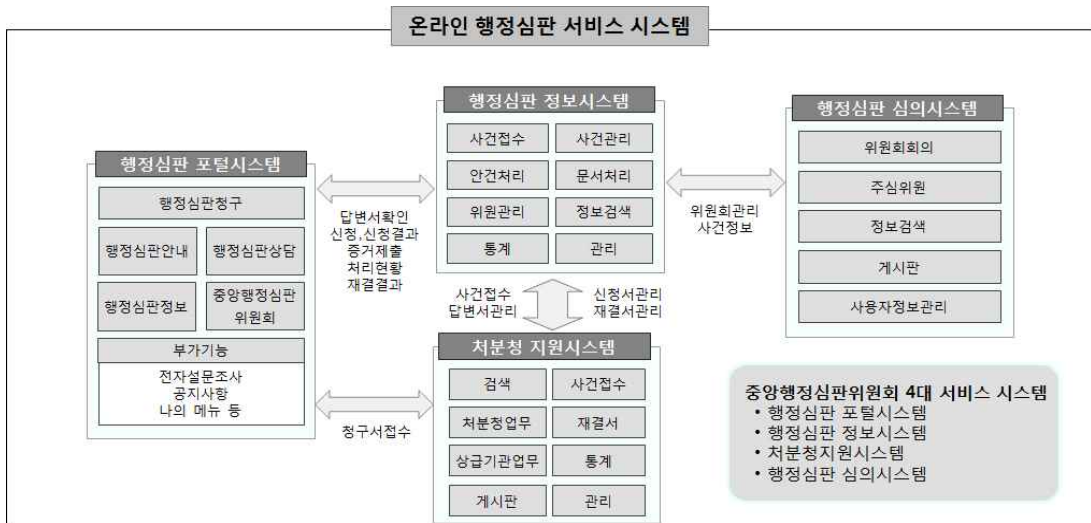 온라인 행정심판 서비스 시스템
행정심판 포털시스템
행정심판청구
행정심판안내
행정심판상담
행정심판정보
중앙행정심판
위원회
부가기능
전자설문조사
공지사항
나의 메뉴 등
답변서확인
신청,신청결과
증거제출
처리현황
재결결과
청구서접수
행정심판 정보시스템
사건접수
사건관리
안건처리
문서처리
위원관리
정보검색
통계
관리
사건접수
답변서관리
신청서관리
재결서관리
처분청 지원시스템
검색
사건접수
처분청업무
재결서
상급기관업무
통계
게시판
관리
위원회관리
사건정보
행정심판 심의시스템
위원회회의
주심위원
정보검색
게시판
사용자정보관리
중앙행정심판위원회 4대 서비스 시스템
• 행정심판 포털시스템
• 행정심판 정보시스템
• 처분청지원시스템
• 행정심판 심의시스템